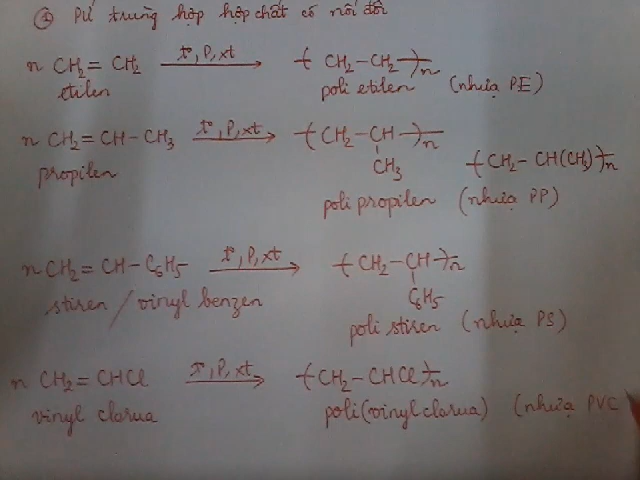 ② Pứ trùng hợp hợp chất có nối đôi
n CH₂ = CH₂ —t°, P, xt→ -( CH₂ – CH₂ )-n
etilen poli etilen (nhựa PE)
n CH₂ = CH – CH₃ —t°, P, xt→ -( CH₂ – CH )-n
CH₃ -( CH₂ – CH(CH₃) )-n
propilen poli propilen (nhựa PP)
n CH₂ = CH – C₆H₅ —t°, P, xt→ -( CH₂ – CH )-n
C₆H₅
stiren / vinyl benzen poli stiren (nhựa PS)
n CH₂ = CHCl —t°, P, xt→ -( CH₂ – CHCl )-n
vinyl clorua poli(vinyl clorua) (nhựa PVC